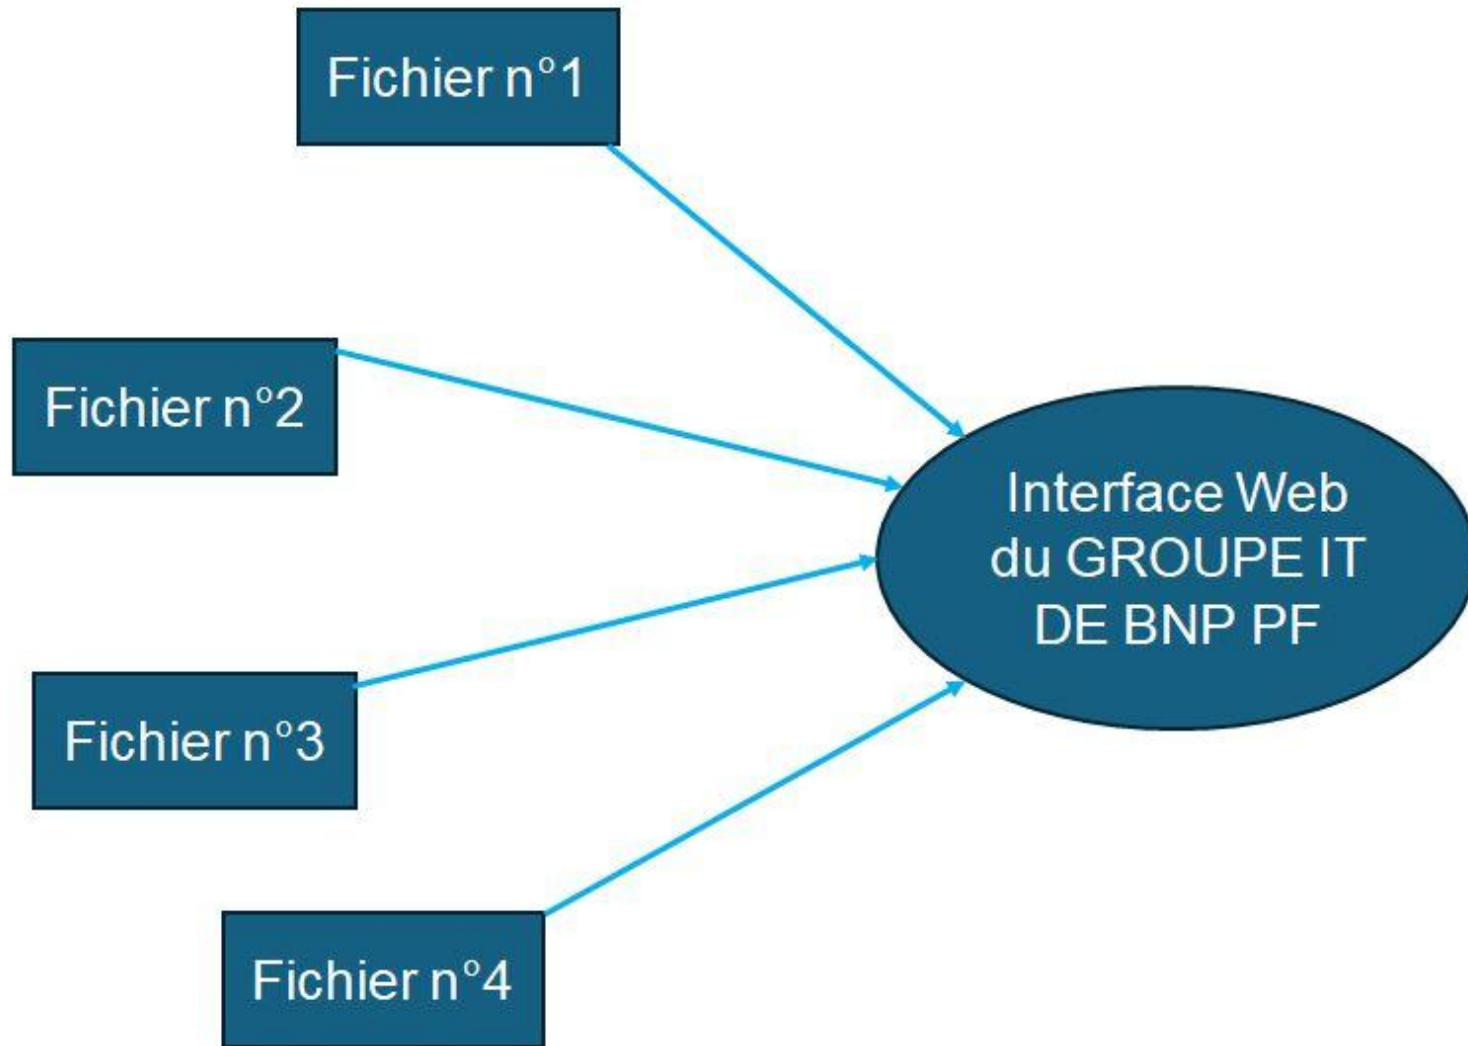 Fichier n°1
Fichier n°2
Interface Web
du GROUPE IT
DE BNP PF
Fichier n°3
Fichier n°4